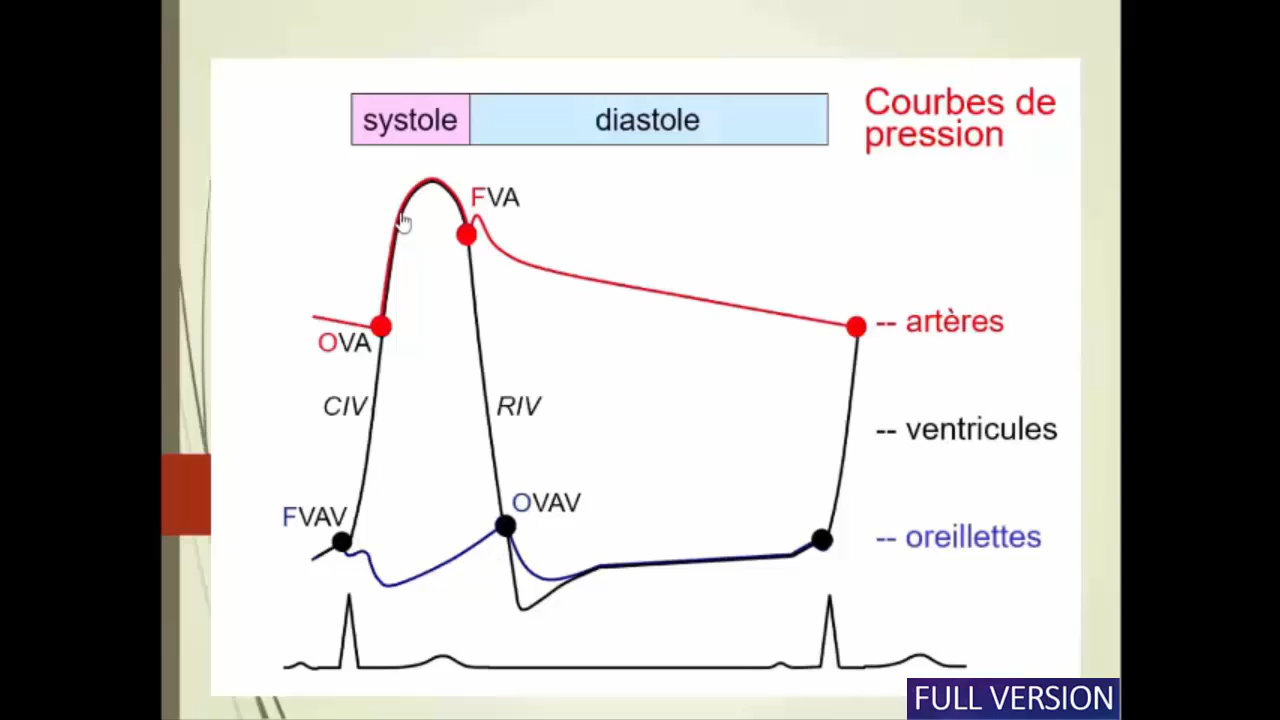 systole
diastole
Courbes de
pression
FVA
OVA
-- artères
CIV
RIV
-- ventricules
FVAV
OVAV
-- oreillettes
FULL VERSION